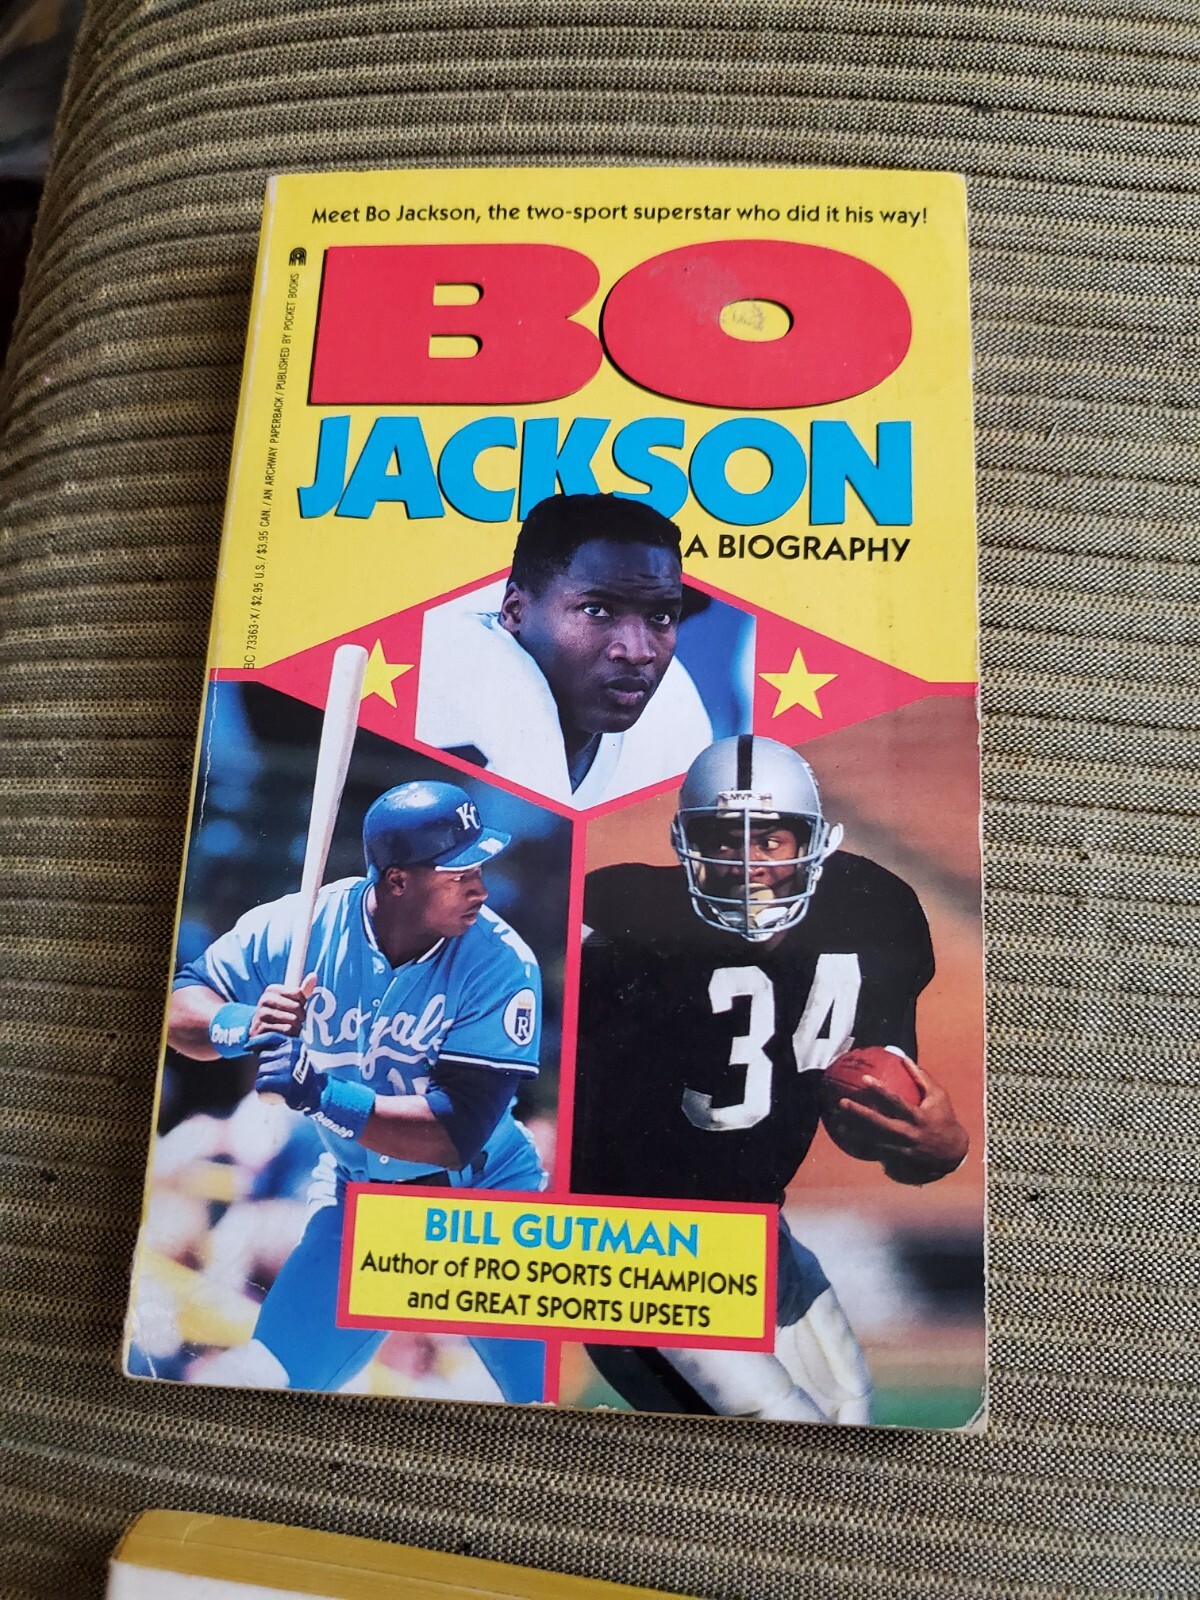 Meet Bo Jackson, the two-sport superstar who did it his way!
BO
JACKSON
A BIOGRAPHY
BC 73363-X / $2.95 U.S. / $3.95 CAN. / AN ARCHWAY PAPERBACK / PUBLISHED BY POCKET BOOKS
KC
Royals
R
MVP
34
BILL GUTMAN
Author of PRO SPORTS CHAMPIONS
and GREAT SPORTS UPSETS